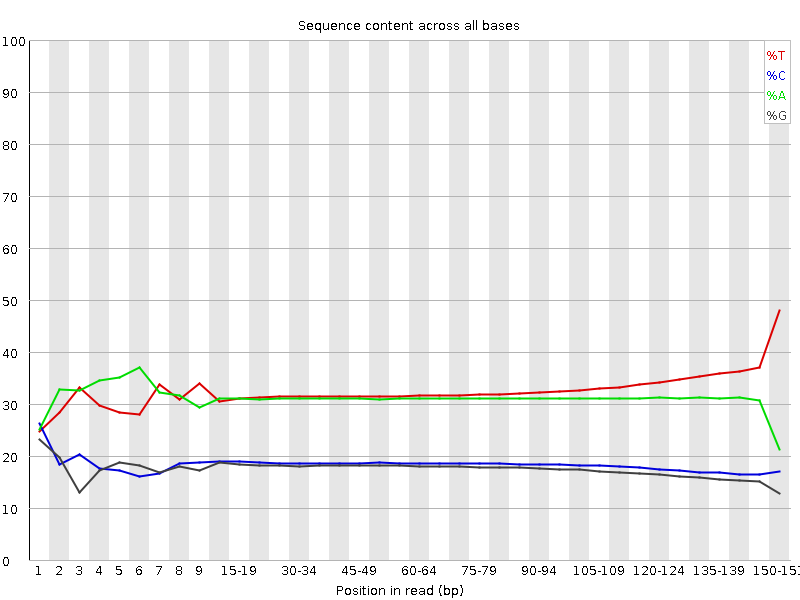 Sequence content across all bases
100
90
80
70
60
50
40
30
20
10
0
%T
%C
%A
%G
1 2 3 4 5 6 7 8 9 15-19 30-34 45-49 60-64 75-79 90-94 105-109 120-124 135-139 150-151
Position in read (bp)